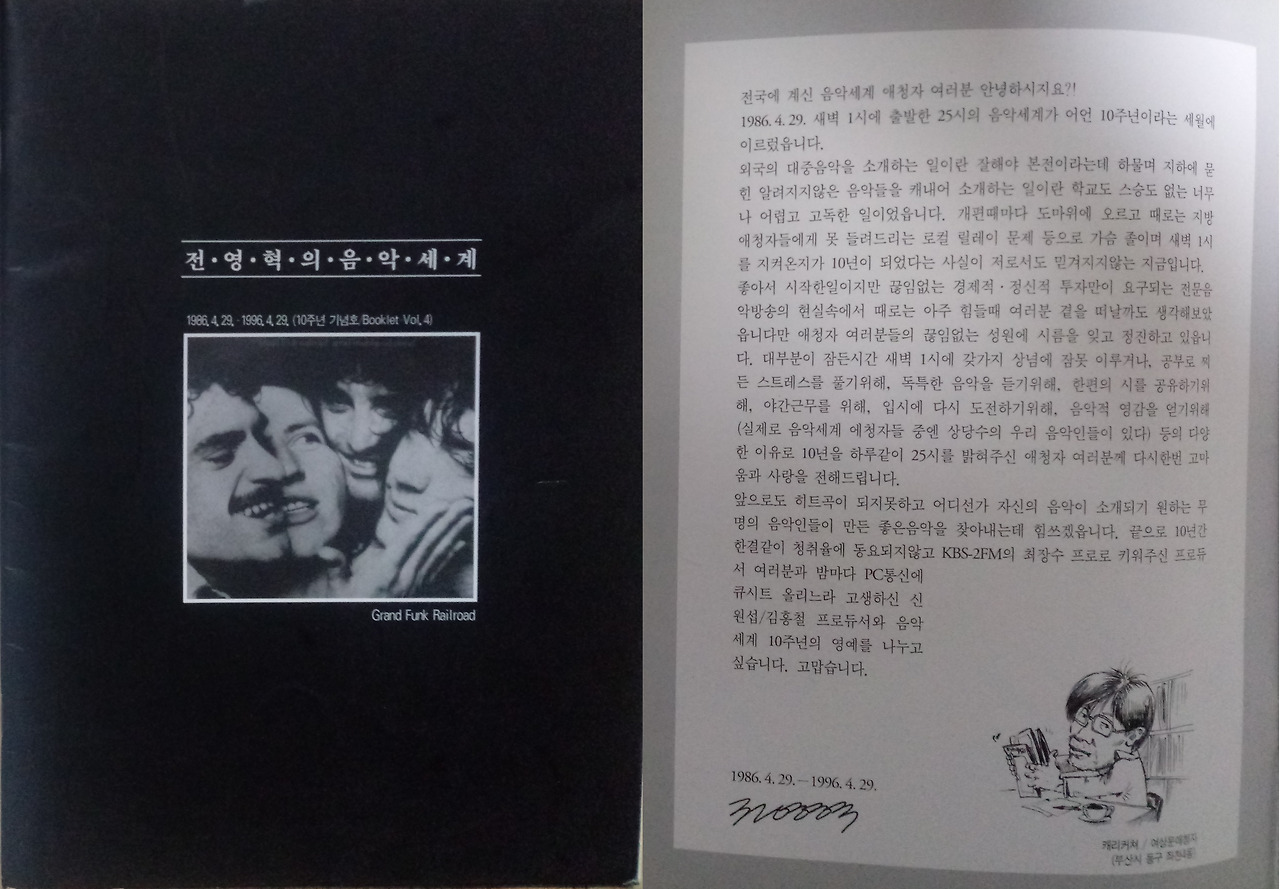 전·영·혁·의·음·악·세·계
1986. 4. 29. -1996. 4. 29. (10주년 기념호/Booklet Vol. 4)
Grand Funk Railroad
전국에 계신 음악세계 애청자 여러분 안녕하시지요?!
1986. 4. 29. 새벽 1시에 출발한 25시의 음악세계가 어언 10주년이라는 세월에
이르렀읍니다.
외국의 대중음악을 소개하는 일이란 잘해야 본전이라는데 하물며 지하에 묻
힌 알려지지않은 음악들을 캐내어 소개하는 일이란 학교도 스승도 없는 너무
나 어렵고 고독한 일이었읍니다. 개편때마다 도마위에 오르고 때로는 지방
애청자들에게 못 들려드리는 로컬 릴레이 문제 등으로 가슴 졸이며 새벽 1시
를 지켜온지가 10년이 되었다는 사실이 저로서도 믿겨지지않는 지금입니다.
좋아서 시작한일이지만 끊임없는 경제적·정신적 투자만이 요구되는 전문음
악방송의 현실속에서 때로는 아주 힘들때 여러분 곁을 떠날까도 생각해보았
읍니다만 애청자 여러분들의 끊임없는 성원에 시름을 잊고 정진하고 있읍니
다. 대부분이 잠든시간 새벽 1시에 갖가지 상념에 잠못 이루거나, 공부로 찌
든 스트레스를 풀기위해, 독특한 음악을 듣기위해, 한편의 시를 공유하기위
해, 야간근무를 위해, 입시에 다시 도전하기위해, 음악적 영감을 얻기위해
(실제로 음악세계 애청자들 중엔 상당수의 우리 음악인들이 있다) 등의 다양
한 이유로 10년을 하루같이 25시를 밝혀주신 애청자 여러분께 다시한번 고마
움과 사랑을 전해드립니다.
앞으로도 히트곡이 되지못하고 어디선가 자신의 음악이 소개되기 원하는 무
명의 음악인들이 만든 좋은음악을 찾아내는데 힘쓰겠읍니다. 끝으로 10년간
한결같이 청취율에 동요되지않고 KBS-2FM의 최장수 프로로 키워주신 프로듀
서 여러분과 밤마다 PC통신에
큐시트 올리느라 고생하신 신
원섭/김홍철 프로듀서와 음악
세계 10주년의 영예를 나누고
싶습니다. 고맙습니다.
1986. 4. 29. — 1996. 4. 29.
캐리커쳐 /
(부산시 동구